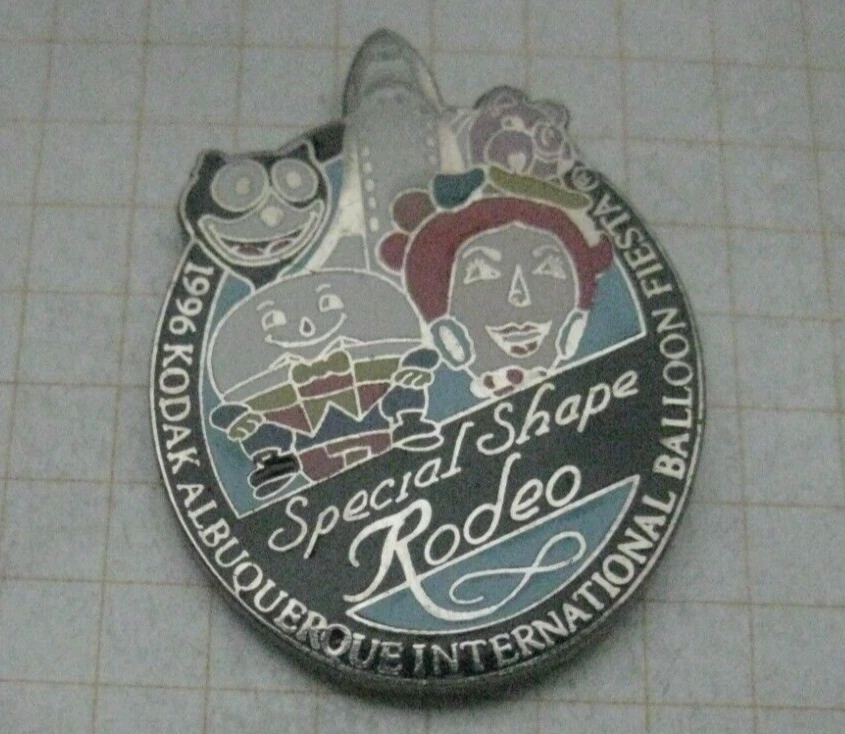 1996 KODAK ALBUQUERQUE INTERNATIONAL BALLOON FIESTA ®
Special Shape
Rodeo